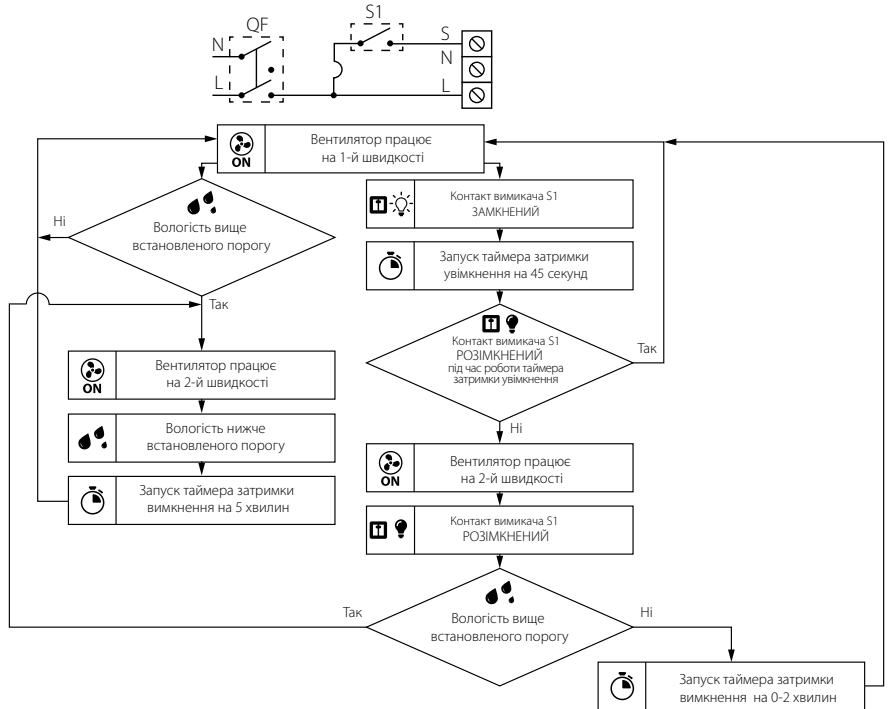 QF
S1
N
L
S
N
L
ON
Вентилятор працює
на 1-й швидкості
Вологість вище
встановленого порогу
Ні
Так
Контакт вимикача S1
ЗАМКНЕНИЙ
Запуск таймера затримки
увімкнення на 45 секунд
Контакт вимикача S1
РОЗІМКНЕНИЙ
під час роботи таймера
затримки увімкнення
Так
Ні
ON
Вентилятор працює
на 2-й швидкості
Вологість нижче
встановленого порогу
Запуск таймера затримки
вимкнення на 5 хвилин
ON
Вентилятор працює
на 2-й швидкості
Контакт вимикача S1
РОЗІМКНЕНИЙ
Вологість вище
встановленого порогу
Так
Ні
Запуск таймера затримки
вимкнення на 0-2 хвилин